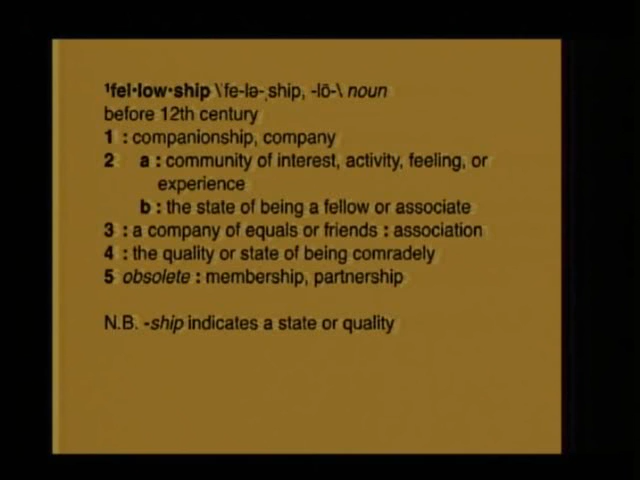 ¹fel•low•ship \ˈfe-lə-ˌship, -lō-\ noun
before 12th century
1 : companionship, company
2 a : community of interest, activity, feeling, or
experience
b : the state of being a fellow or associate
3 : a company of equals or friends : association
4 : the quality or state of being comradely
5 obsolete : membership, partnership
N.B. -ship indicates a state or quality